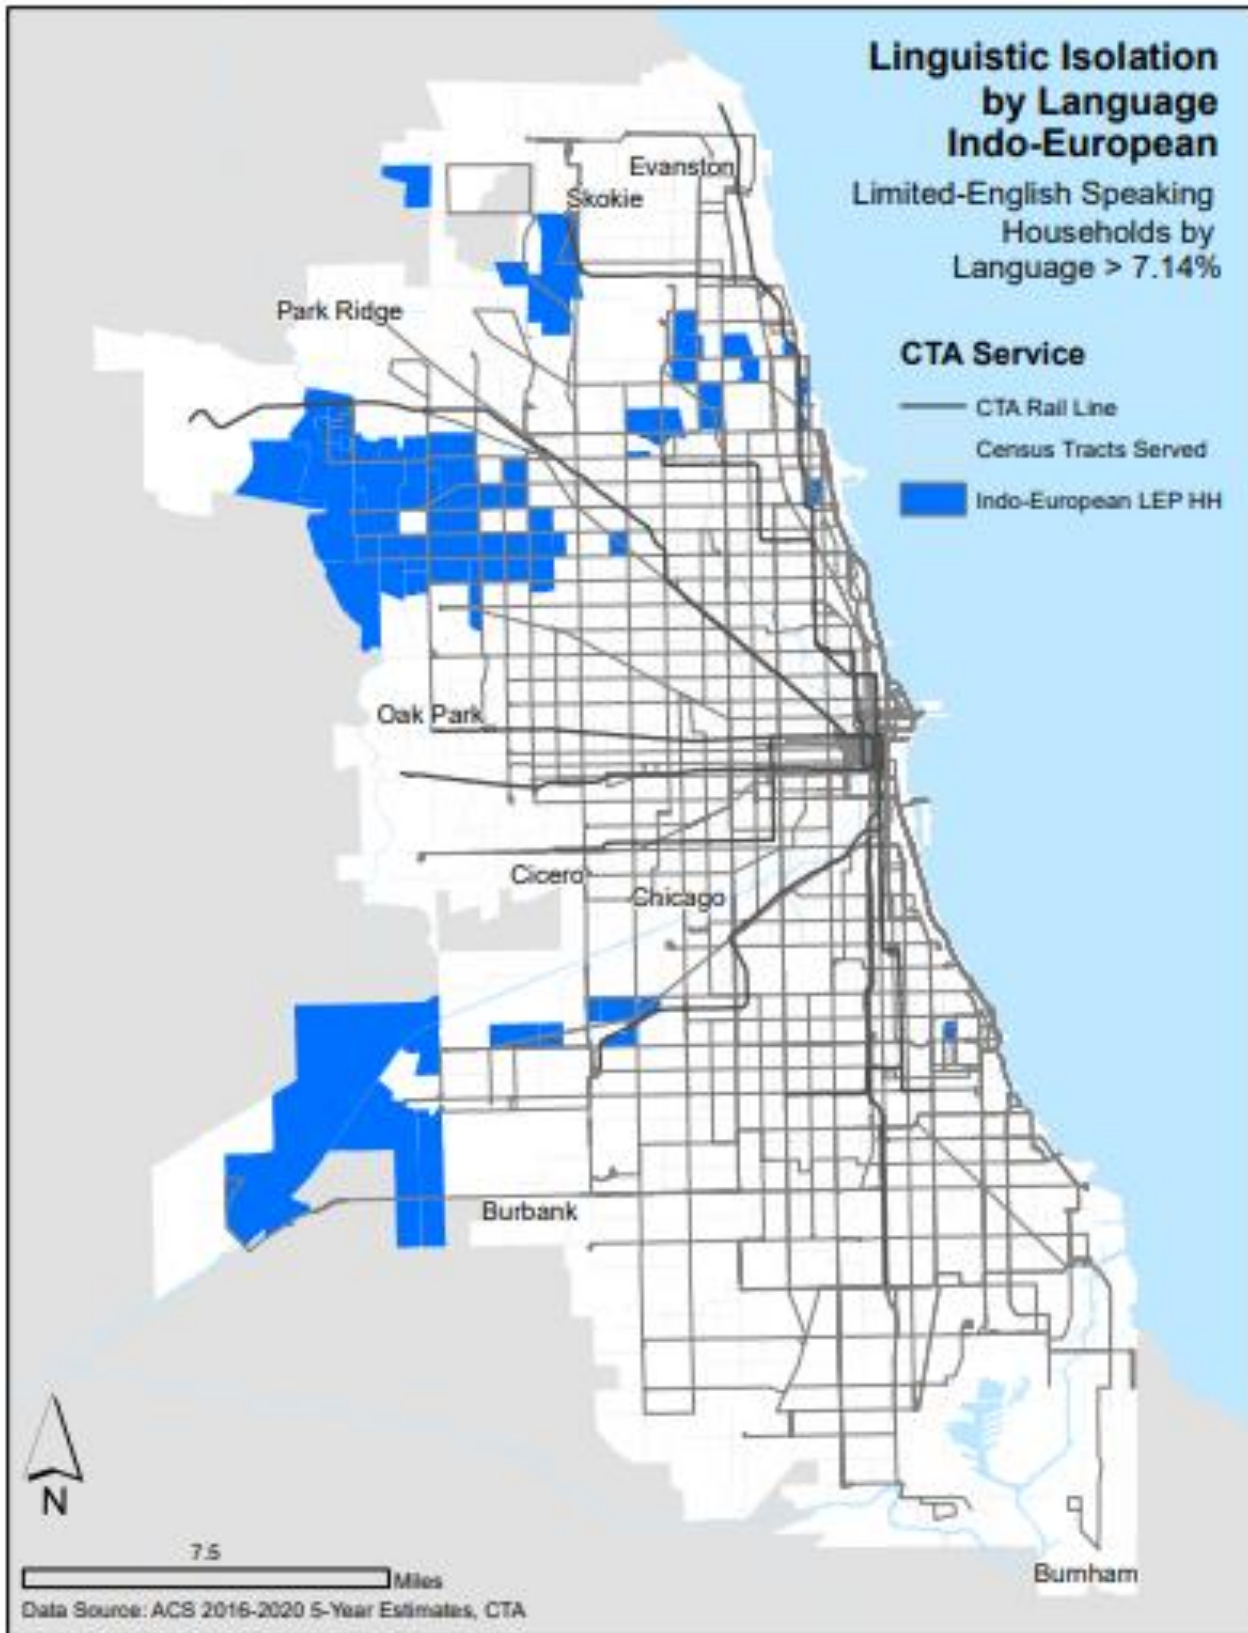 Linguistic Isolation
by Language
Indo-European
Limited-English Speaking
Households by
Language > 7.14%
CTA Service
CTA Rail Line
Census Tracts Served
Indo-European LEP HH
Evanston
Skokie
Park Ridge
Oak Park
Cicero
Chicago
Burbank
Burnham
N
7.5
Miles
Data Source: ACS 2016-2020 5-Year Estimates, CTA